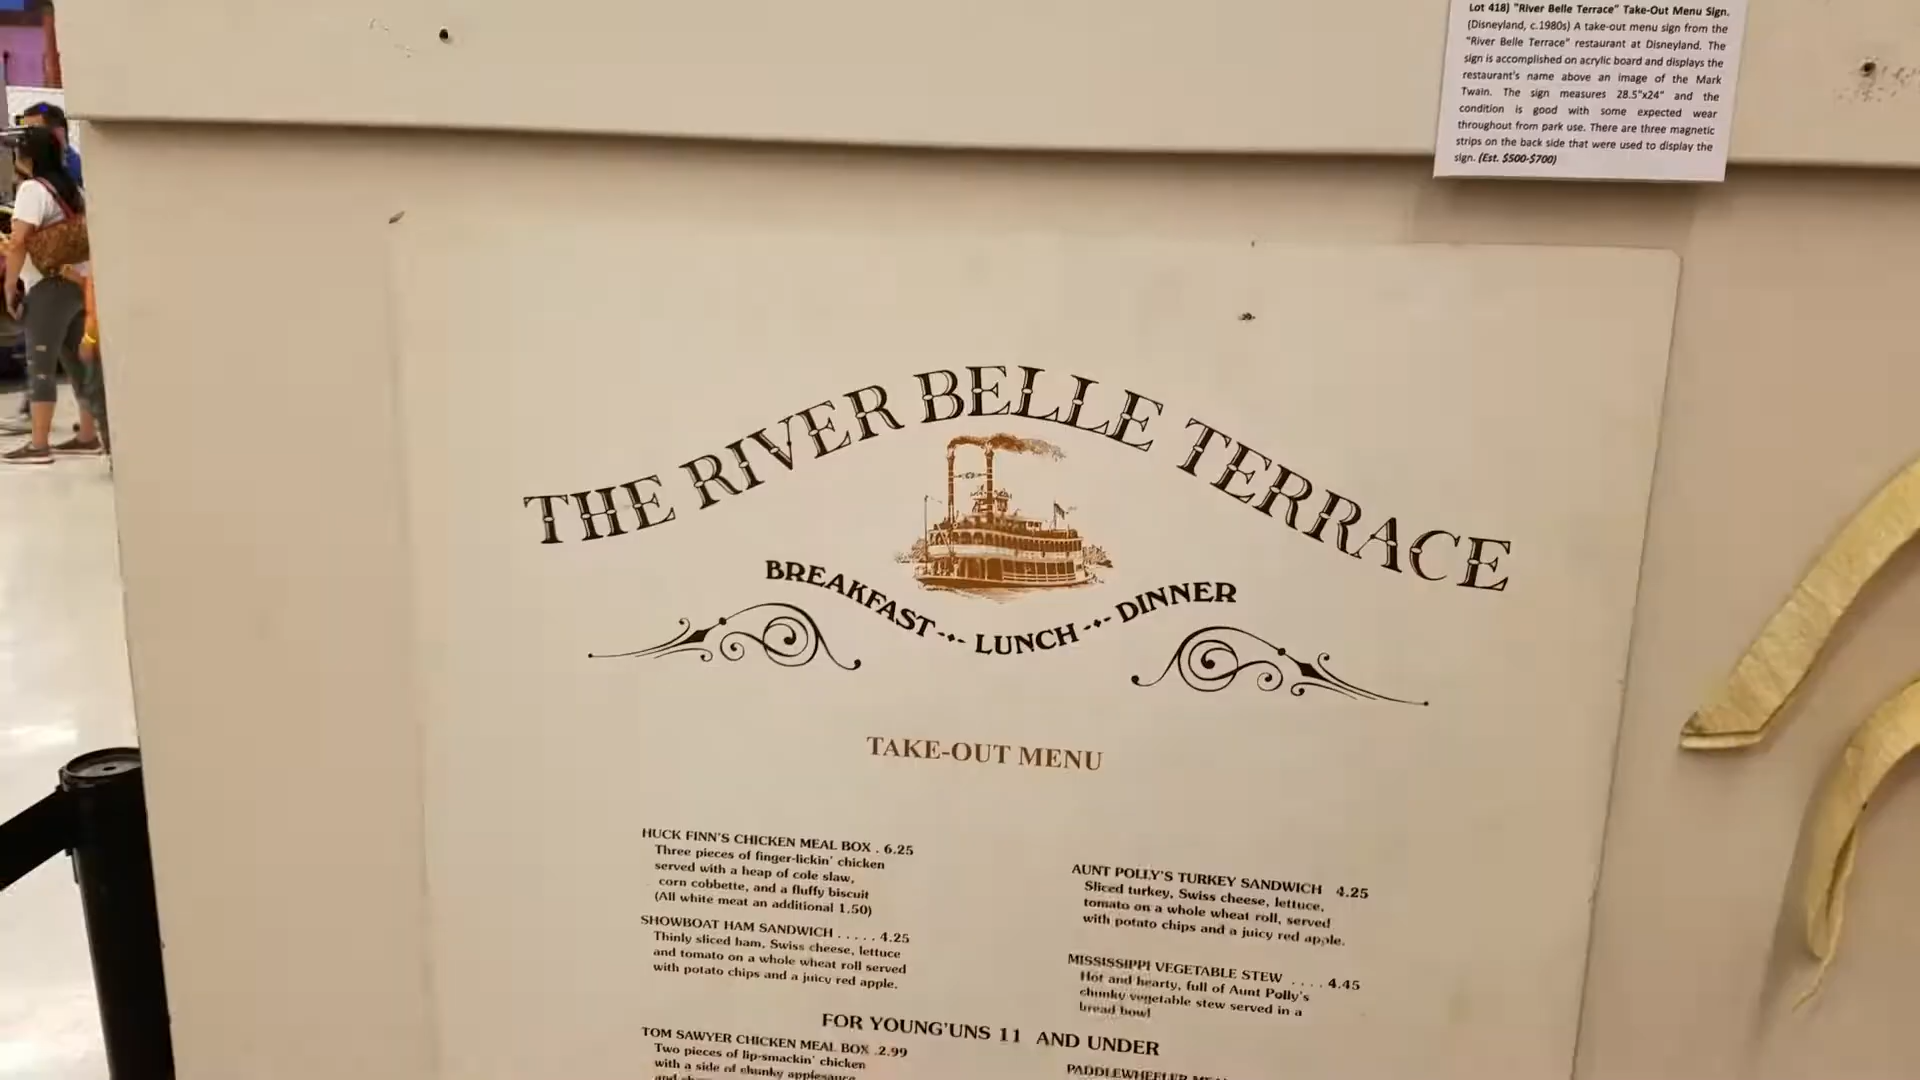 Lot 418) "River Belle Terrace" Take-Out Menu Sign.
(Disneyland, c.1980s) A take-out menu sign from the
"River Belle Terrace" restaurant at Disneyland. The
sign is accomplished on acrylic board and displays the
restaurant's name above an image of the Mark
Twain. The sign measures 28.5"x24" and the
condition is good with some expected wear
throughout from park use. There are three magnetic
strips on the back side that were used to display the
sign. (Est. $500-$700)
THE RIVER BELLE TERRACE
BREAKFAST ··· LUNCH ··· DINNER
TAKE-OUT MENU
HUCK FINN'S CHICKEN MEAL BOX . 6.25
Three pieces of finger-lickin' chicken
served with a heap of cole slaw,
corn cobbette, and a fluffy biscuit
(All white meat an additional 1.50)
SHOWBOAT HAM SANDWICH ..... 4.25
Thinly sliced ham, Swiss cheese, lettuce
and tomato on a whole wheat roll served
with potato chips and a juicy red apple.
AUNT POLLY'S TURKEY SANDWICH 4.25
Sliced turkey, Swiss cheese, lettuce,
tomato on a whole wheat roll, served
with potato chips and a juicy red apple.
MISSISSIPPI VEGETABLE STEW .... 4.45
Hot and hearty, full of Aunt Polly's
chunky vegetable stew served in a
bread bowl
FOR YOUNG'UNS 11 AND UNDER
TOM SAWYER CHICKEN MEAL BOX .2.99
Two pieces of lip-smackin' chicken
with a side of chunky applesauce
PADDLEWHEELER